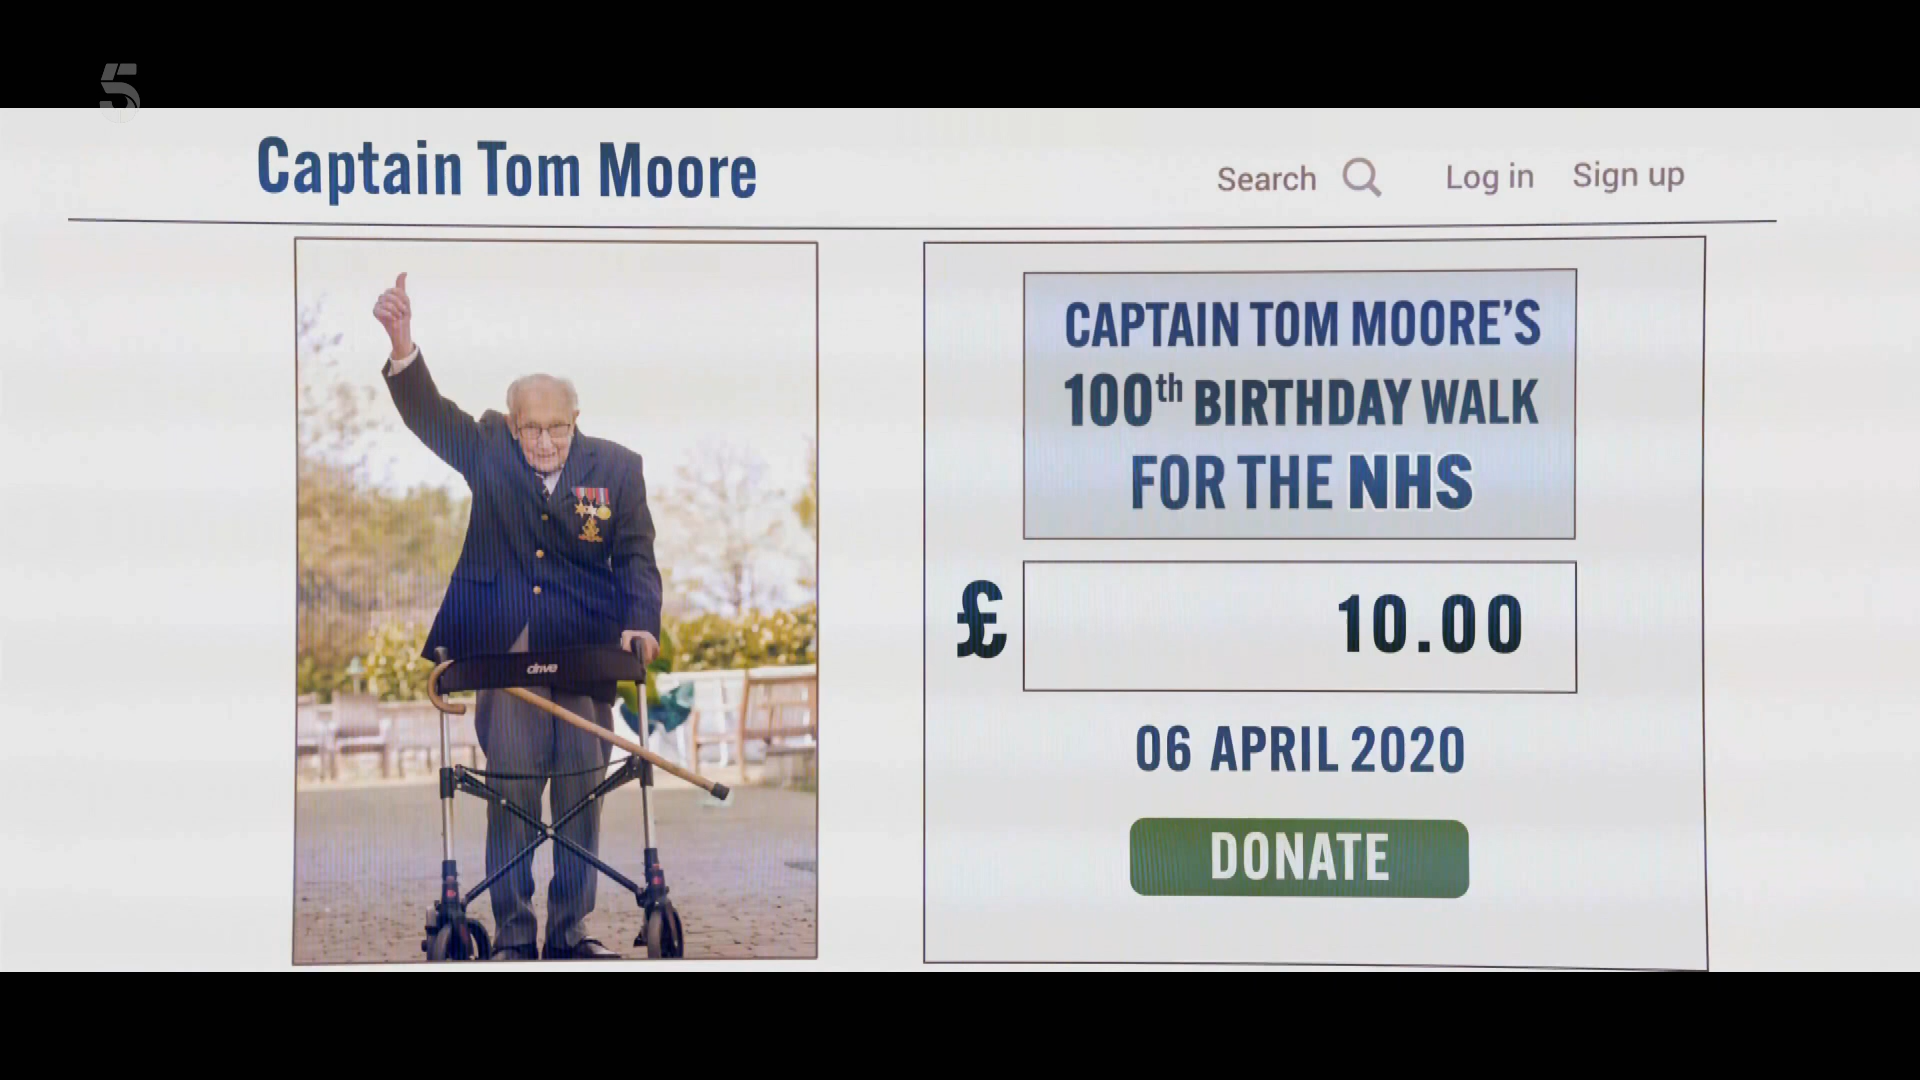 5
Captain Tom Moore
Search
Log in
Sign up
drive
CAPTAIN TOM MOORE’S
100th BIRTHDAY WALK
FOR THE NHS
£ 10.00
06 APRIL 2020
DONATE